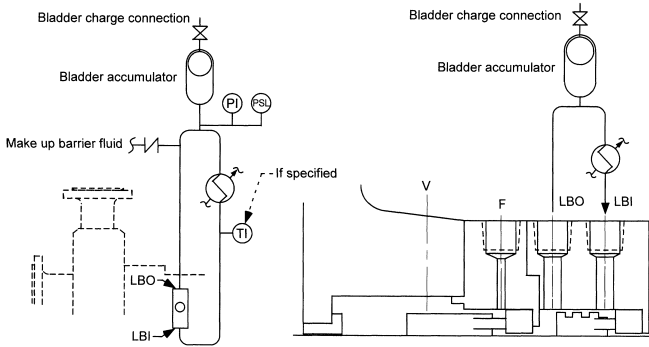 Bladder charge connection
Bladder accumulator
PI
PSL
Make up barrier fluid
If specified
TI
LBO
LBI
Bladder charge connection
Bladder accumulator
V
F
LBO
LBI